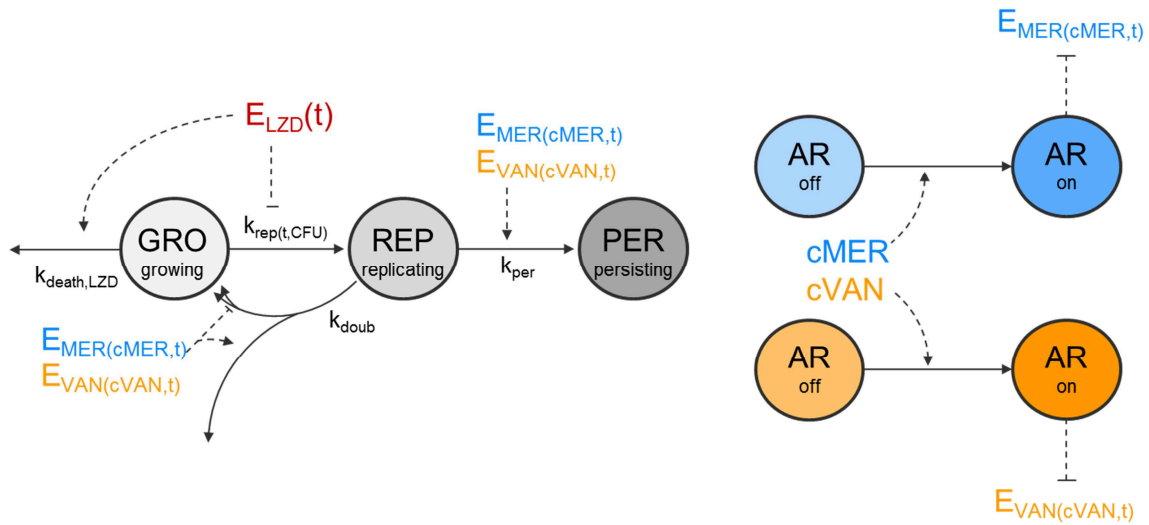 E_LZD(t)
E_MER(cMER,t)
E_VAN(cVAN,t)
GRO
growing
k_rep(t,CFU)
REP
replicating
PER
persisting
k_death,LZD
k_per
k_doub
E_MER(cMER,t)
E_VAN(cVAN,t)
E_MER(cMER,t)
AR
off
AR
on
cMER
cVAN
AR
off
AR
on
E_VAN(cVAN,t)